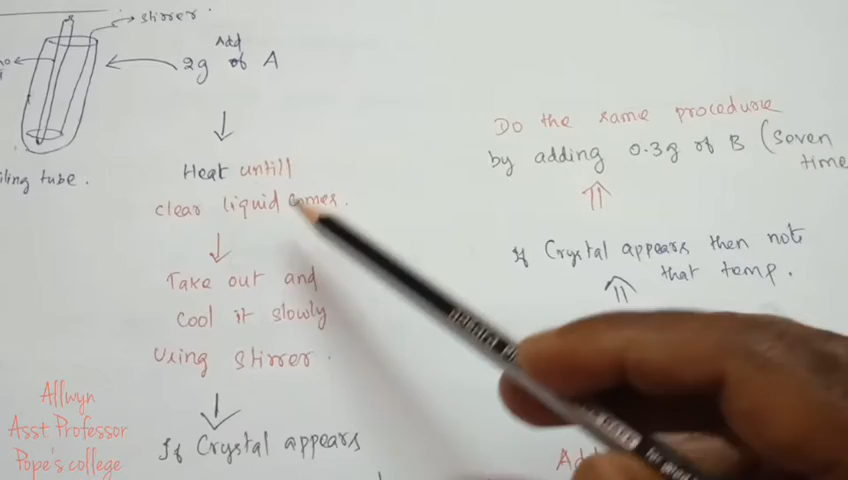 stirrer
Add
2g of A
Heat untill
clear liquid comes.
Take out and
cool it slowly
Using stirrer.
If Crystal appears
tube.
Do the same procedure
by adding 0.3g of B (Seven
time
If Crystal appears then not
that temp.
Allwyn
Asst Professor
Pope's college